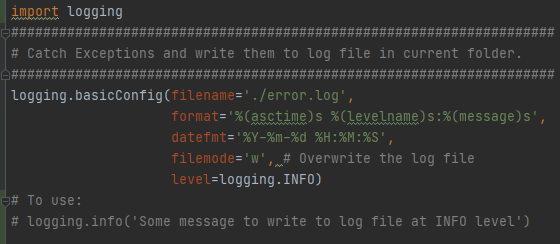 import logging
####################################################################
# Catch Exceptions and write them to log file in current folder.
####################################################################
logging.basicConfig(filename='./error.log',
                    format='%(asctime)s %(levelname)s:%(message)s',
                    datefmt='%Y-%m-%d %H:%M:%S',
                    filemode='w', # Overwrite the log file
                    level=logging.INFO)
# To use:
# logging.info('Some message to write to log file at INFO level')